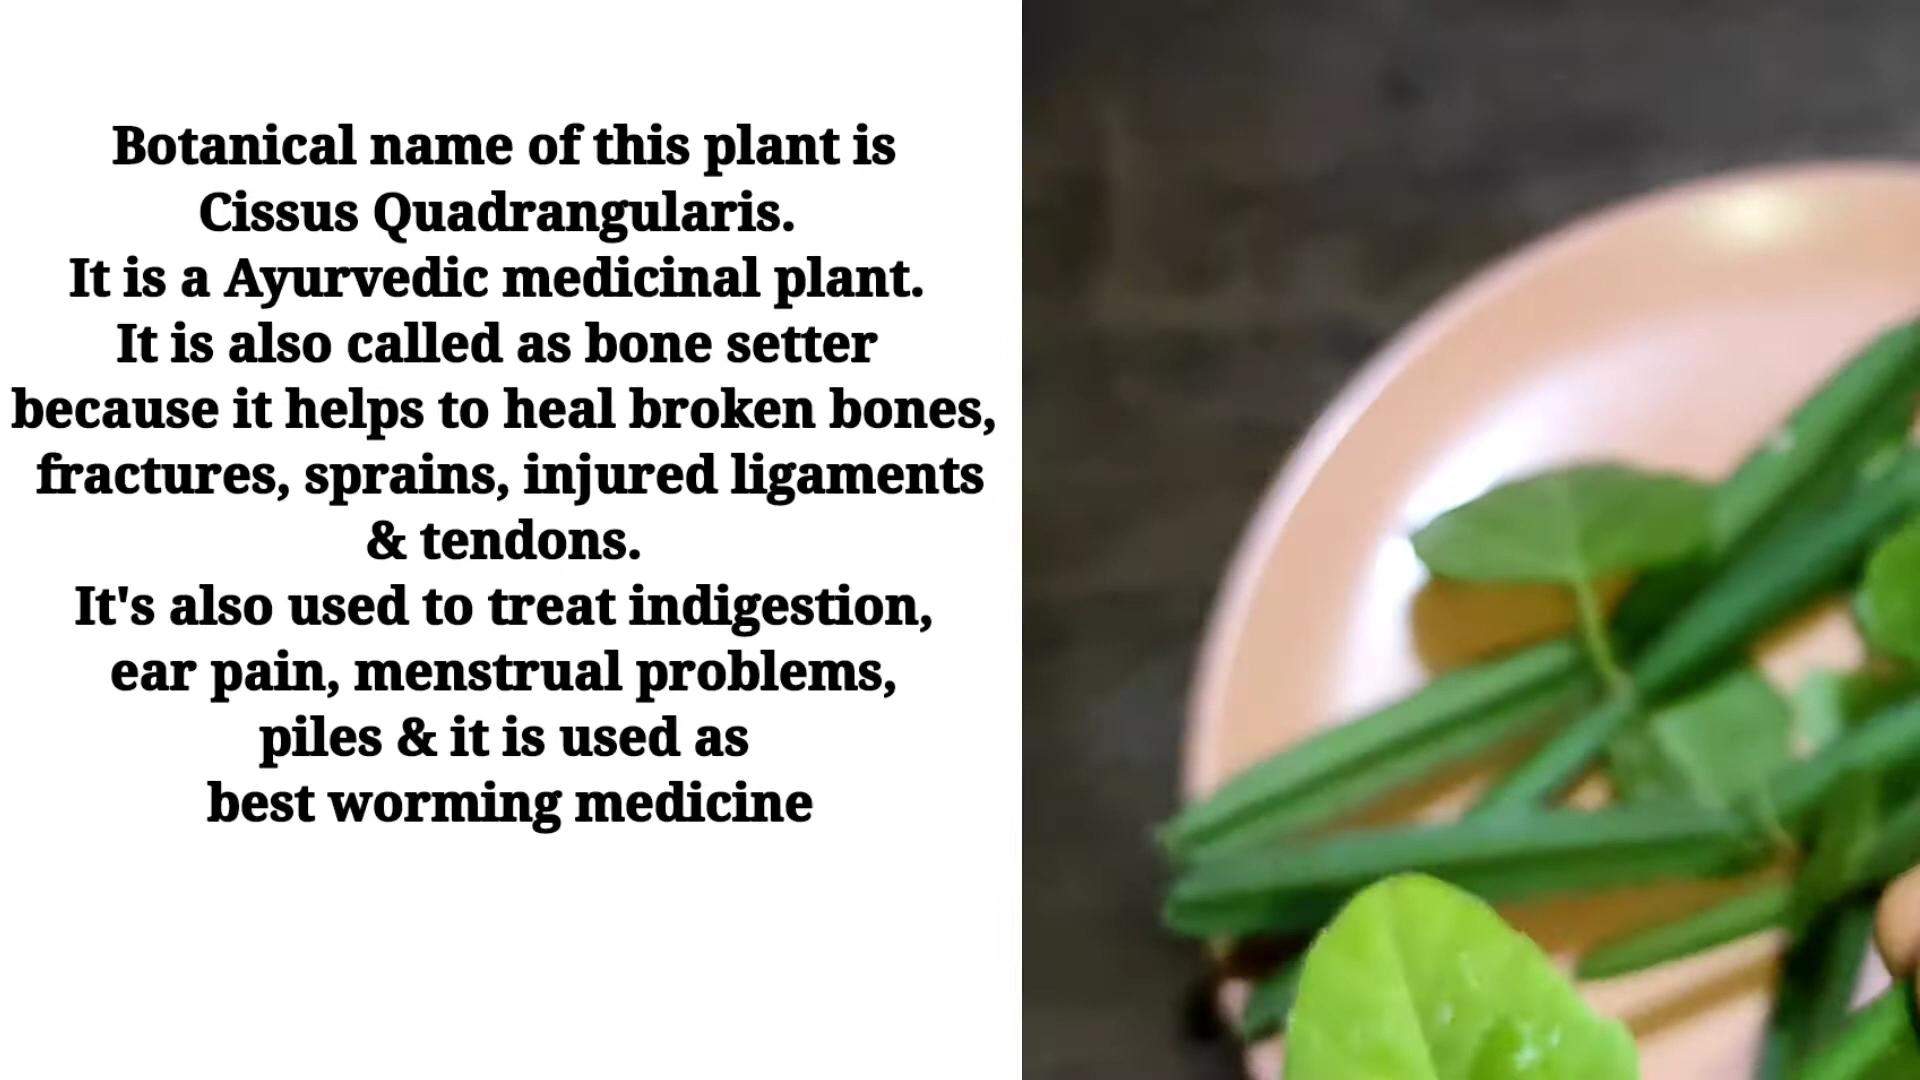 Botanical name of this plant is
Cissus Quadrangularis.
It is a Ayurvedic medicinal plant.
It is also called as bone setter
because it helps to heal broken bones,
fractures, sprains, injured ligaments
& tendons.
It's also used to treat indigestion,
ear pain, menstrual problems,
piles & it is used as
best worming medicine